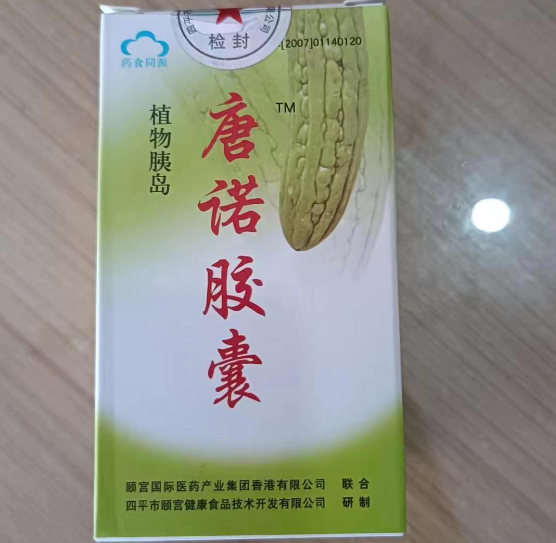 检封
[2007]01140120
药食同源
植物胰岛
唐诺胶囊
TM
颐宫国际医药产业集团香港有限公司 联合
四平市颐宫健康食品技术开发有限公司 研制